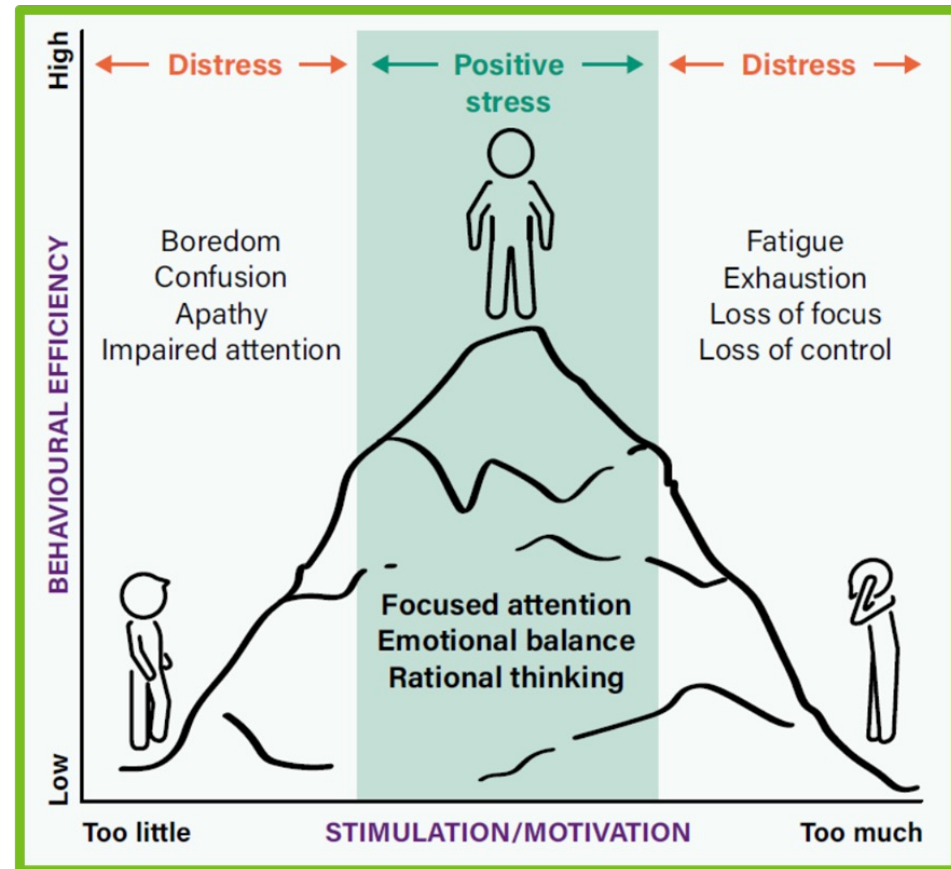 High
Distress
Positive
stress
Distress
Boredom
Confusion
Apathy
Impaired attention
Fatigue
Exhaustion
Loss of focus
Loss of control
BEHAVIOURAL EFFICIENCY
Focused attention
Emotional balance
Rational thinking
Low
Too little
STIMULATION/MOTIVATION
Too much